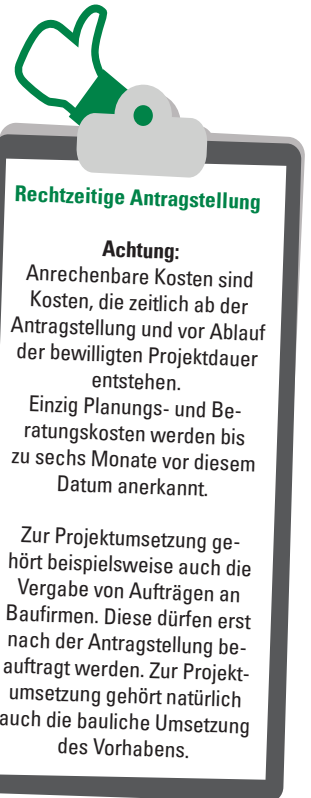 Rechtzeitige Antragstellung
Achtung:
Anrechenbare Kosten sind
Kosten, die zeitlich ab der
Antragstellung und vor Ablauf
der bewilligten Projektdauer
entstehen.
Einzig Planungs- und Be-
ratungskosten werden bis
zu sechs Monate vor diesem
Datum anerkannt.
Zur Projektumsetzung ge-
hört beispielsweise auch die
Vergabe von Aufträgen an
Baufirmen. Diese dürfen erst
nach der Antragstellung be-
auftragt werden. Zur Projekt-
umsetzung gehört natürlich
auch die bauliche Umsetzung
des Vorhabens.